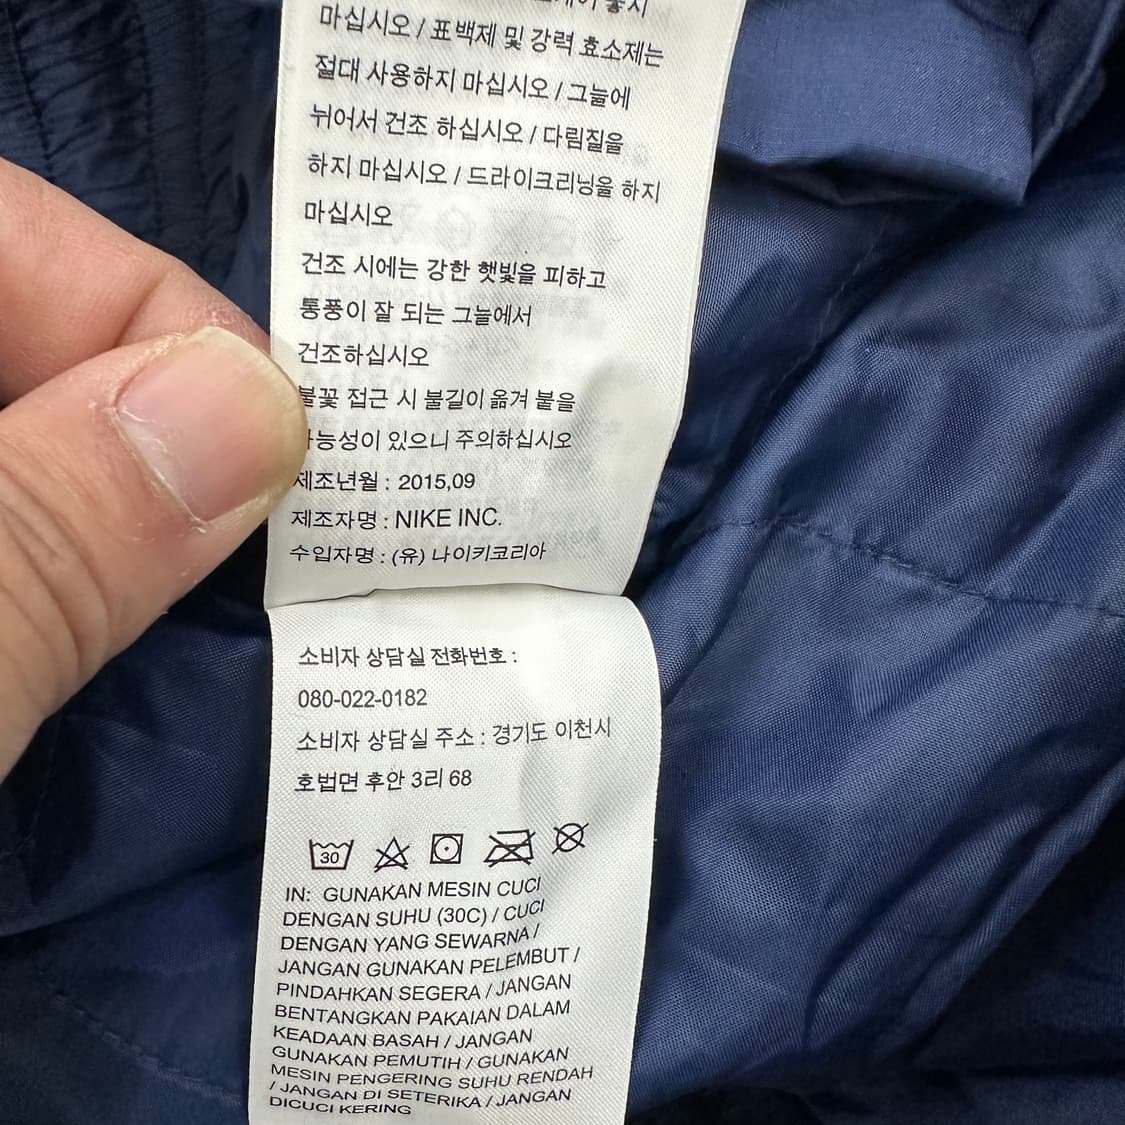 놓시
마십시오 / 표백제 및 강력 효소제는
절대 사용하지 마십시오 / 그늘에
뉘어서 건조 하십시오 / 다림질을
하지 마십시오 / 드라이크리닝을 하지
마십시오
건조 시에는 강한 햇빛을 피하고
통풍이 잘 되는 그늘에서
건조하십시오
불꽃 접근 시 불길이 옮겨 붙을
가능성이 있으니 주의하십시오
제조년월 : 2015,09
제조자명 : NIKE INC.
수입자명 : (유) 나이키코리아
소비자 상담실 전화번호 :
080-022-0182
소비자 상담실 주소 : 경기도 이천시
호법면 후안 3리 68
30
IN: GUNAKAN MESIN CUCI
DENGAN SUHU (30C) / CUCI
DENGAN YANG SEWARNA /
JANGAN GUNAKAN PELEMBUT /
PINDAHKAN SEGERA / JANGAN
BENTANGKAN PAKAIAN DALAM
KEADAAN BASAH / JANGAN
GUNAKAN PEMUTIH / GUNAKAN
MESIN PENGERING SUHU RENDAH
/ JANGAN DI SETERIKA / JANGAN
DICUCI KERING